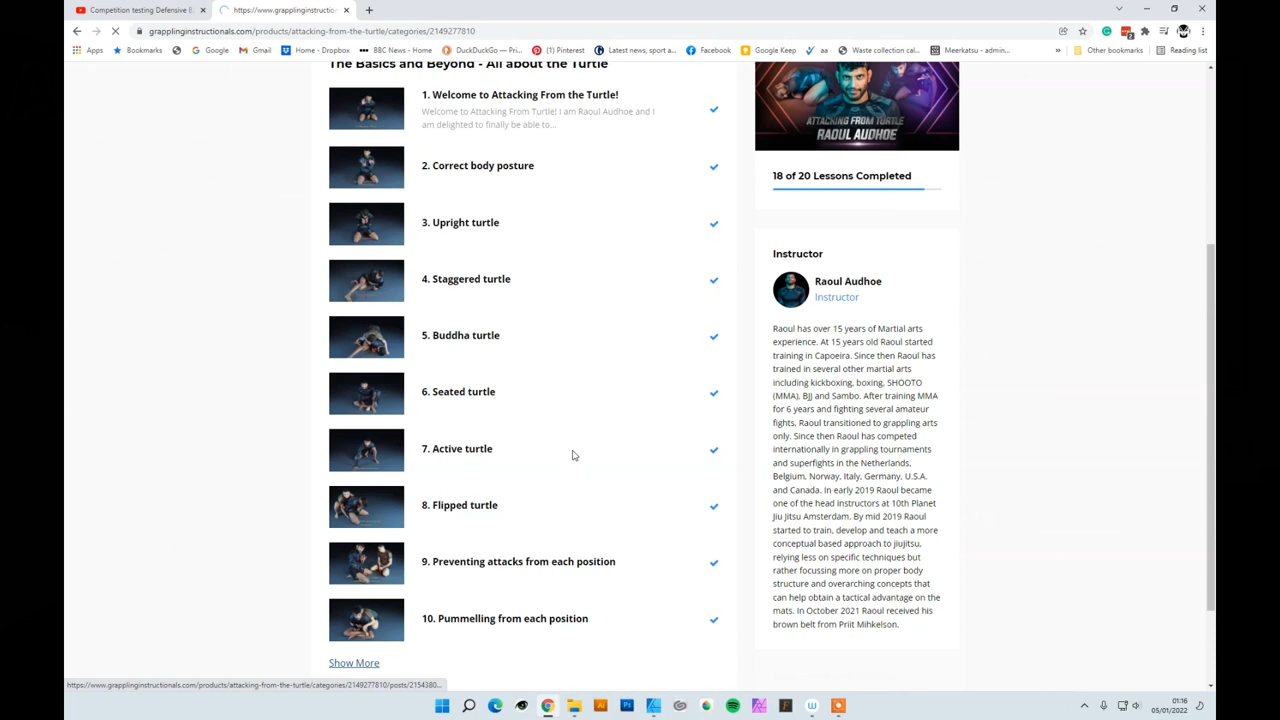 Competition testing Defensive B
https://www.grapplinginstructional
grapplinginstructionals.com/products/attacking-from-the-turtle/categories/2149277810
Apps
Bookmarks
Google
Gmail
Home - Dropbox
BBC News - Home
DuckDuckGo — Pri...
Pinterest
Latest news, sport a...
Facebook
Google Keep
aa
Waste collection cal...
Meerkatsu - admin...
»
Other bookmarks
Reading list
The Basics and Beyond - All about the Turtle
1. Welcome to Attacking From the Turtle!
Welcome to Attacking From Turtle! I am Raoul Audhoe and I
am delighted to finally be able to...
2. Correct body posture
3. Upright turtle
4. Staggered turtle
5. Buddha turtle
6. Seated turtle
7. Active turtle
8. Flipped turtle
9. Preventing attacks from each position
10. Pummelling from each position
Show More
ATTACKING FROM TURTLE
RAOUL AUDHOE
18 of 20 Lessons Completed
Instructor
Raoul Audhoe
Instructor
Raoul has over 15 years of Martial arts
experience. At 15 years old Raoul started
training in Capoeira. Since then Raoul has
trained in several other martial arts
including kickboxing, boxing, SHOOTO
(MMA), BJJ and Sambo. After training MMA
for 6 years and fighting several amateur
fights, Raoul transitioned to grappling arts
only. Since then Raoul has competed
internationally in grappling tournaments
and superfights in the Netherlands,
Belgium, Norway, Italy, Germany, U.S.A.
and Canada. In early 2019 Raoul became
one of the head instructors at 10th Planet
Jiu Jitsu Amsterdam. By mid 2019 Raoul
started to train, develop and teach a more
conceptual based approach to jiujitsu,
relying less on specific techniques but
rather focussing more on proper body
structure and overarching concepts that
can help obtain a tactical advantage on the
mats. In October 2021 Raoul received his
brown belt from Priit Mihkelson.
https://www.grapplinginstructionals.com/products/attacking-from-the-turtle/categories/2149277810/posts/2154380...
01:16
05/01/2022